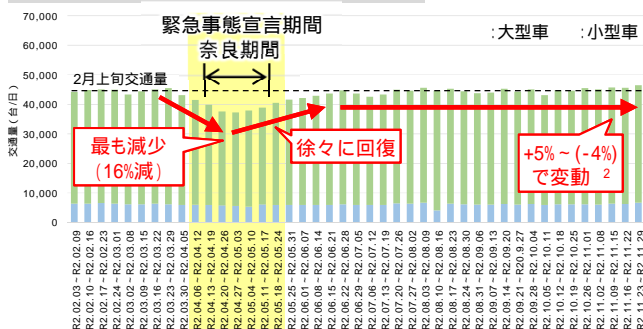 70,000
60,000
50,000
40,000
30,000
20,000
10,000
0
交通量(台/日)
緊急事態宣言期間
奈良期間
:大型車 :小型車
2月上旬交通量
最も減少
(16%減)
徐々に回復
+5%~(-4%)
で変動 2
R2.02.03 ~ R2.02.09
R2.02.10 ~ R2.02.16
R2.02.17 ~ R2.02.23
R2.02.24 ~ R2.03.01
R2.03.02 ~ R2.03.08
R2.03.09 ~ R2.03.15
R2.03.16 ~ R2.03.22
R2.03.23 ~ R2.03.29
R2.03.30 ~ R2.04.05
R2.04.06 ~ R2.04.12
R2.04.13 ~ R2.04.19
R2.04.20 ~ R2.04.26
R2.04.27 ~ R2.05.03
R2.05.04 ~ R2.05.10
R2.05.11 ~ R2.05.17
R2.05.18 ~ R2.05.24
R2.05.25 ~ R2.05.31
R2.06.01 ~ R2.06.07
R2.06.08 ~ R2.06.14
R2.06.15 ~ R2.06.21
R2.06.22 ~ R2.06.28
R2.06.29 ~ R2.07.05
R2.07.06 ~ R2.07.12
R2.07.13 ~ R2.07.19
R2.07.20 ~ R2.07.26
R2.07.27 ~ R2.08.02
R2.08.03 ~ R2.08.09
R2.08.10 ~ R2.08.16
R2.08.17 ~ R2.08.23
R2.08.24 ~ R2.08.30
R2.08.31 ~ R2.09.06
R2.09.07 ~ R2.09.13
R2.09.14 ~ R2.09.20
R2.09.21 ~ R20.9.27
R2.09.28 ~ R2.10.04
R2.10.05 ~ R2.10.11
R2.10.12 ~ R2.10.18
R2.10.19 ~ R2.10.25
R2.10.26 ~ R2.11.01
R2.11.02 ~ R2.11.08
R2.11.09 ~ R2.11.15
R2.11.16 ~ R2.11.22
R2.11.23 ~ R2.11.29